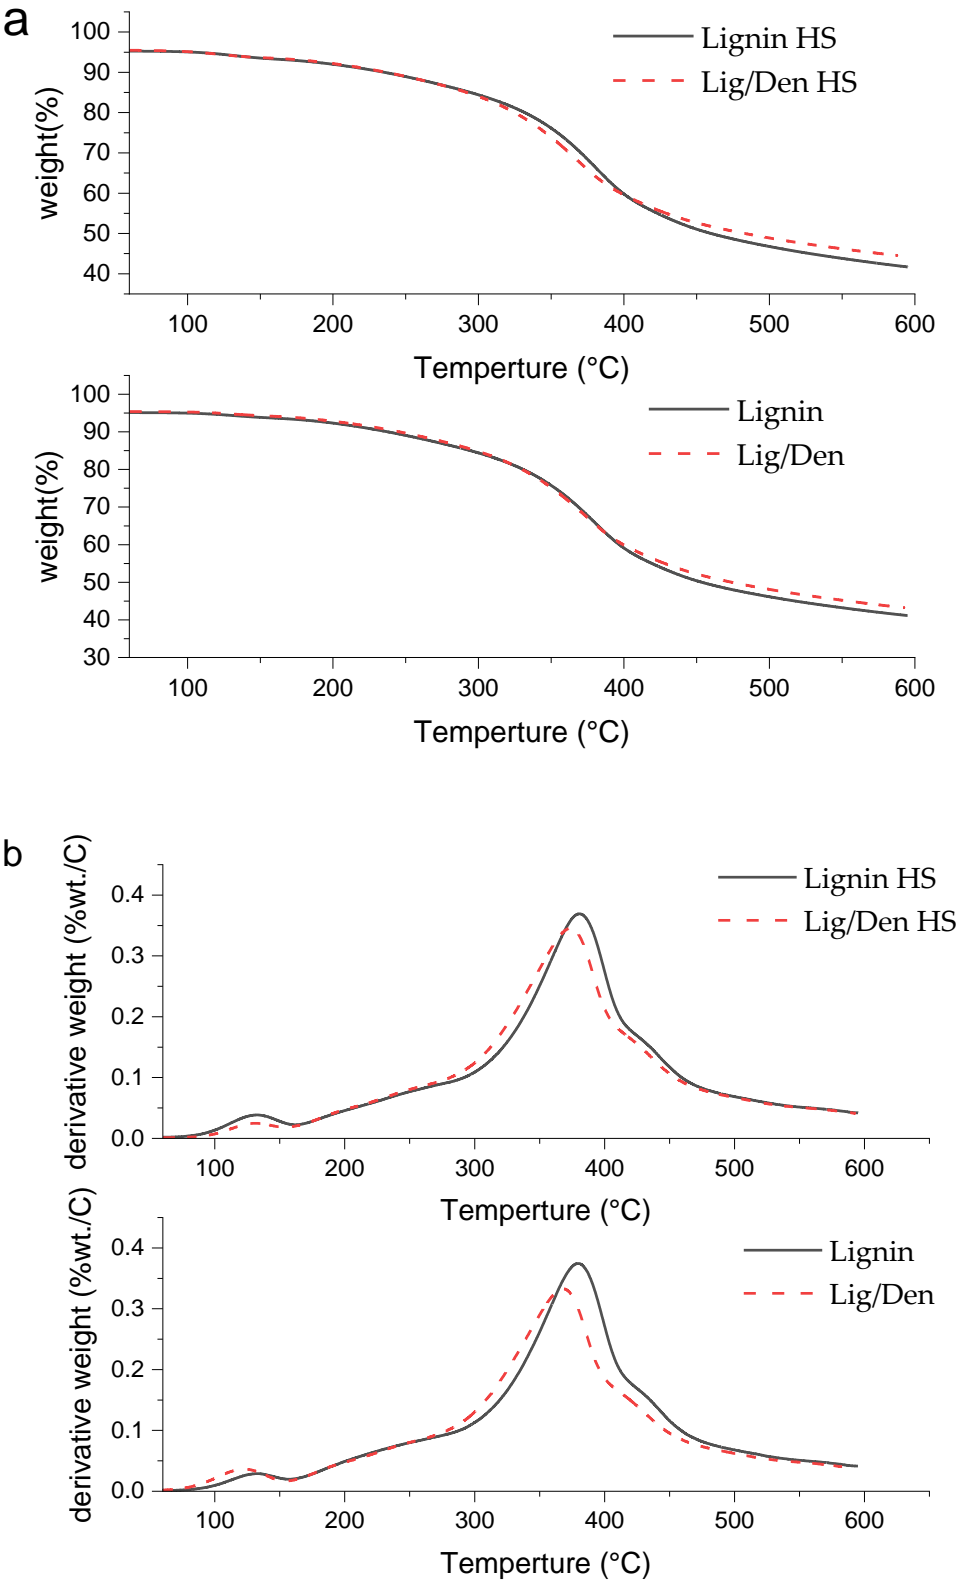 a
100
90
80
70
60
50
40
weight(%)
Lignin HS
Lig/Den HS
100 200 300 400 500 600
Temperture (°C)
100
90
80
70
60
50
40
30
weight(%)
Lignin
Lig/Den
100 200 300 400 500 600
Temperture (°C)
b
0.4
0.3
0.2
0.1
0.0
derivative weight (%wt./C)
Lignin HS
Lig/Den HS
100 200 300 400 500 600
Temperture (°C)
0.4
0.3
0.2
0.1
0.0
derivative weight (%wt./C)
Lignin
Lig/Den
100 200 300 400 500 600
Temperture (°C)